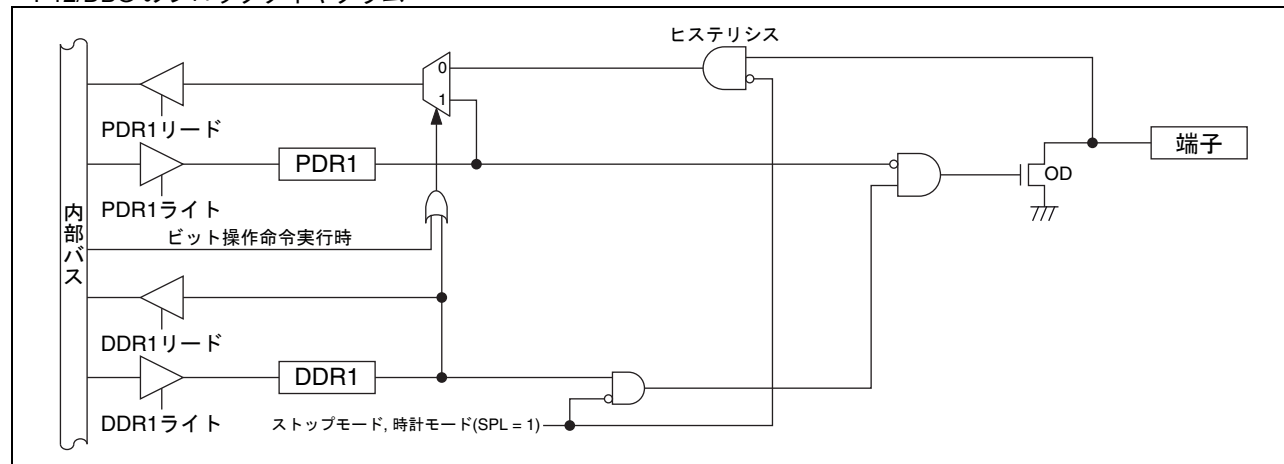 ヒステリシス
0
1
PDR1リード
PDR1
PDR1ライト
ビット操作命令実行時
内部バス
OD
端子
DDR1リード
DDR1
DDR1ライト
ストップモード, 時計モード(SPL = 1)